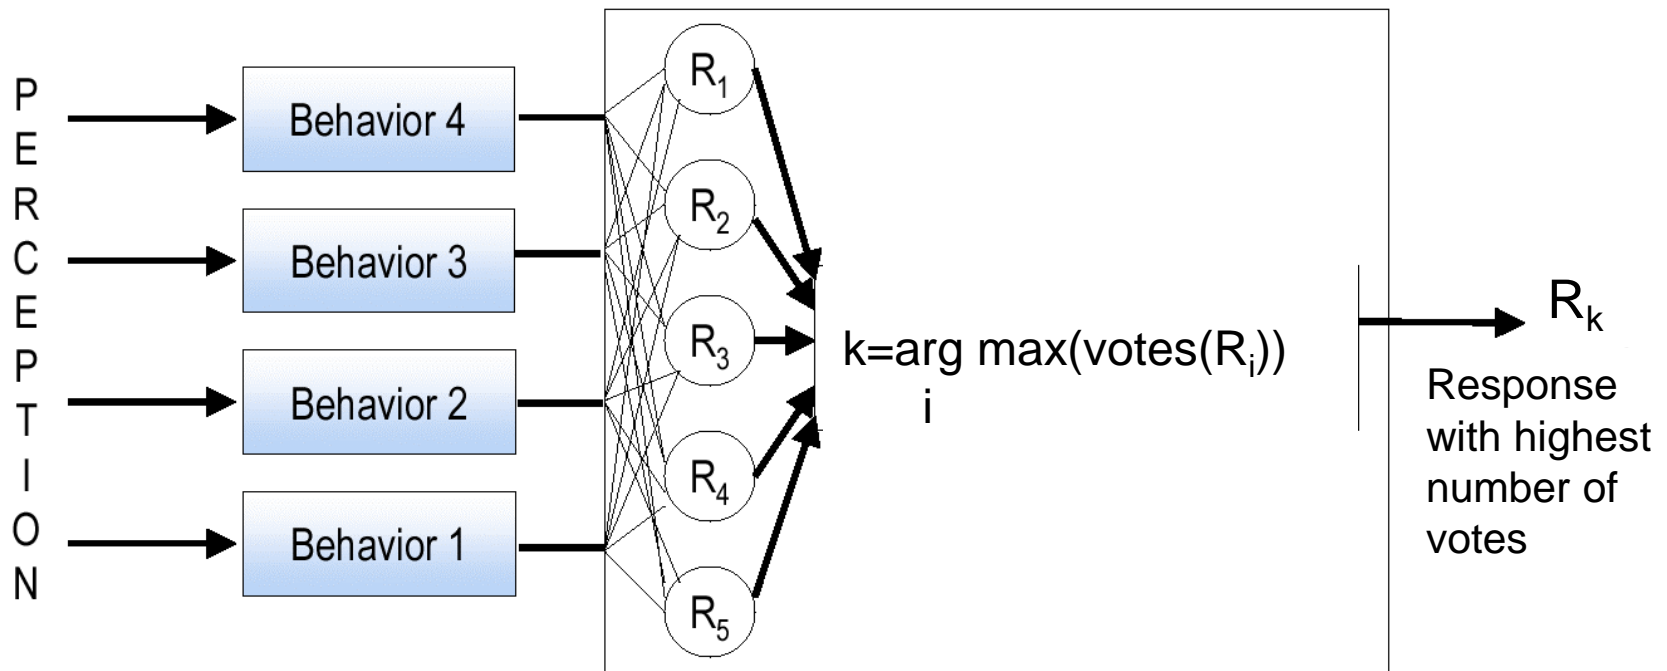 PERCEPTION
Behavior 4
Behavior 3
Behavior 2
Behavior 1
R₁
R₂
R₃
R₄
R₅
k=arg max(votes(Rᵢ))
i
Rₖ
Response
with highest
number of
votes